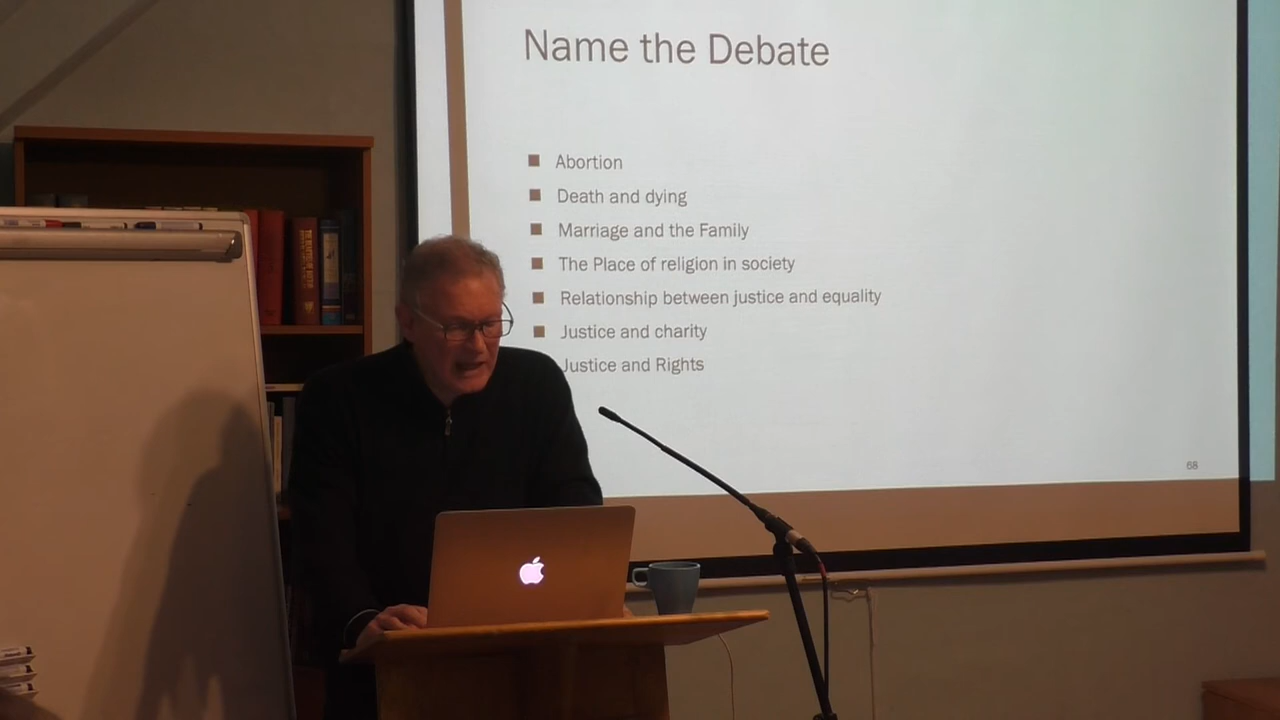 Name the Debate
Abortion
Death and dying
Marriage and the Family
The Place of religion in society
Relationship between justice and equality
Justice and charity
Justice and Rights
68